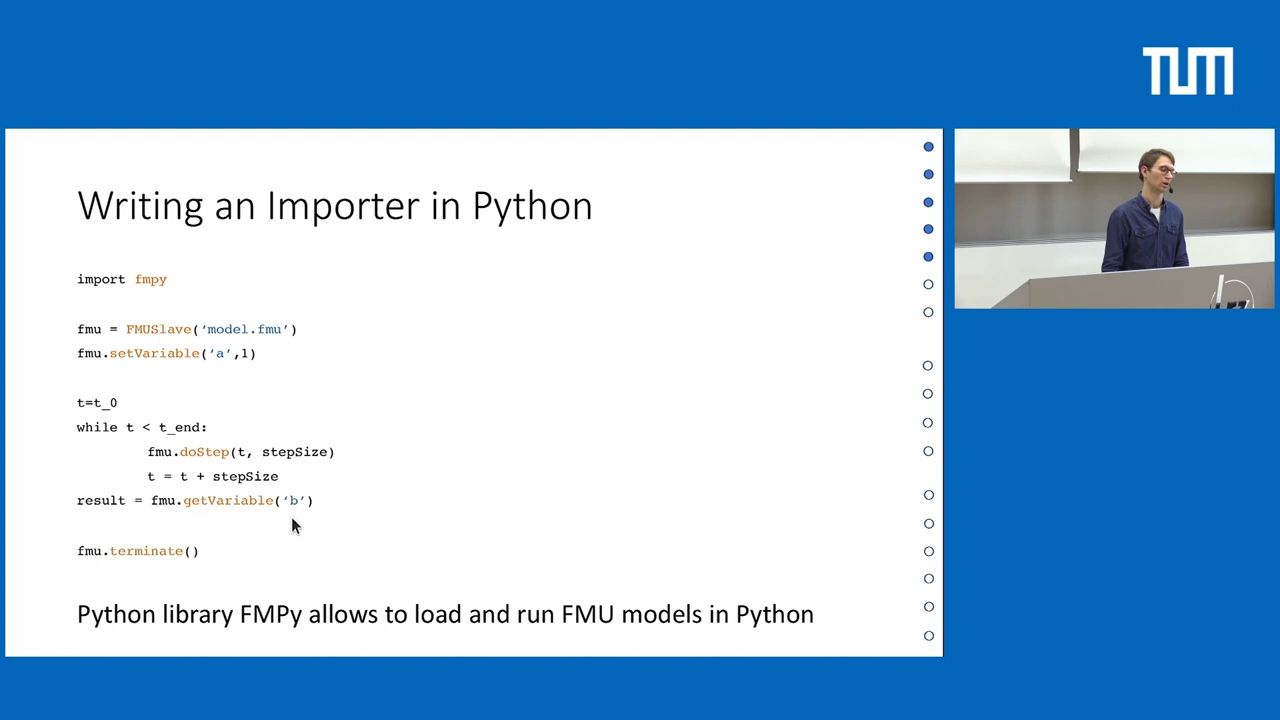 TUM
Writing an Importer in Python
import fmpy
fmu = FMUSlave(‘model.fmu’)
fmu.setVariable(‘a’,1)
t=t_0
while t < t_end:
fmu.doStep(t, stepSize)
t = t + stepSize
result = fmu.getVariable(‘b’)
fmu.terminate()
Python library FMPy allows to load and run FMU models in Python